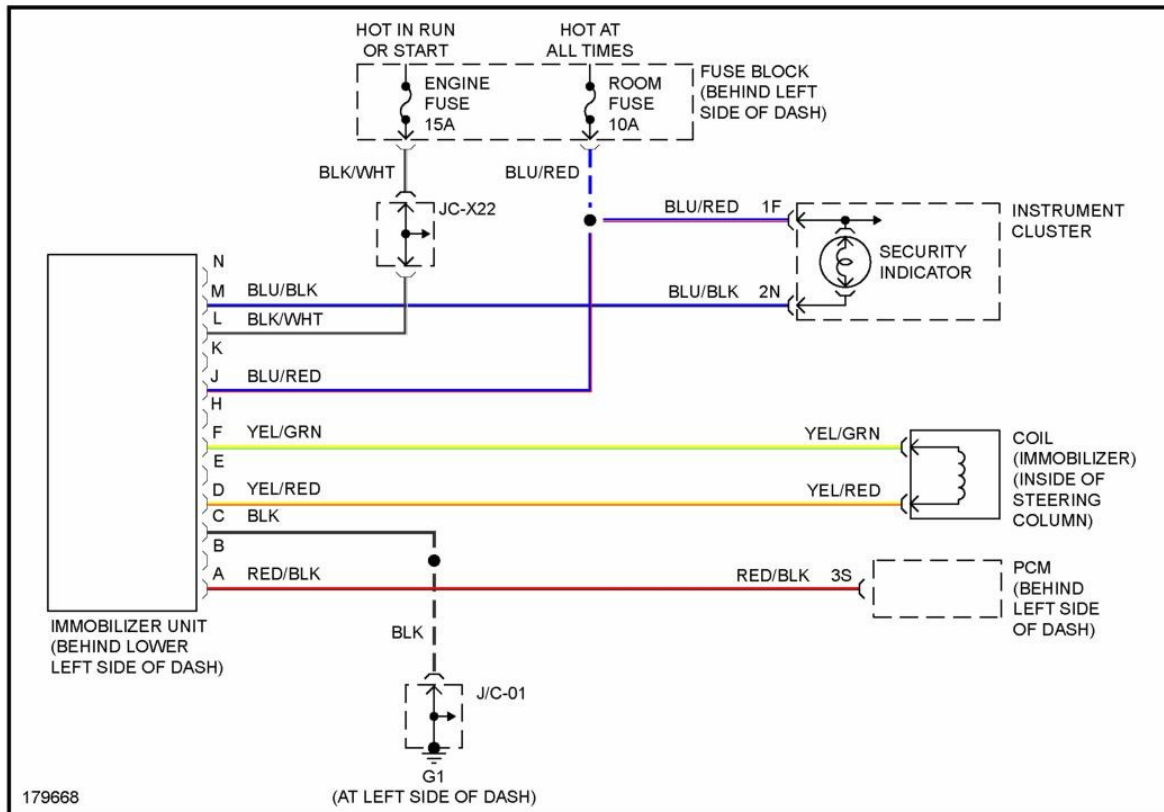 HOT IN RUN
OR START
HOT AT
ALL TIMES
ENGINE
FUSE
15A
ROOM
FUSE
10A
FUSE BLOCK
(BEHIND LEFT
SIDE OF DASH)
BLK/WHT
BLU/RED
JC-X22
BLU/RED 1F
INSTRUMENT
CLUSTER
SECURITY
INDICATOR
N
M BLU/BLK
BLU/BLK 2N
L BLK/WHT
K
J BLU/RED
H
F YEL/GRN
YEL/GRN
E
D YEL/RED
YEL/RED
COIL
(IMMOBILIZER)
(INSIDE OF
STEERING
COLUMN)
C BLK
B
A RED/BLK
RED/BLK 3S
PCM
(BEHIND
LEFT SIDE
OF DASH)
IMMOBILIZER UNIT
(BEHIND LOWER
LEFT SIDE OF DASH)
BLK
J/C-01
G1
(AT LEFT SIDE OF DASH)
179668